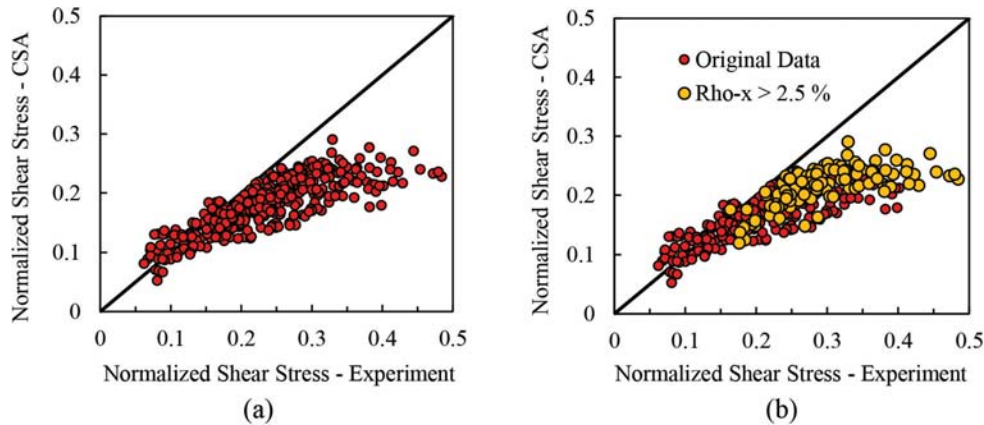 0.5
0.4
0.3
0.2
0.1
0
0 0.1 0.2 0.3 0.4 0.5
Normalized Shear Stress - CSA
Normalized Shear Stress - Experiment
(a)
0.5
0.4
0.3
0.2
0.1
0
0 0.1 0.2 0.3 0.4 0.5
Normalized Shear Stress - CSA
Original Data
Rho-x > 2.5 %
Normalized Shear Stress - Experiment
(b)